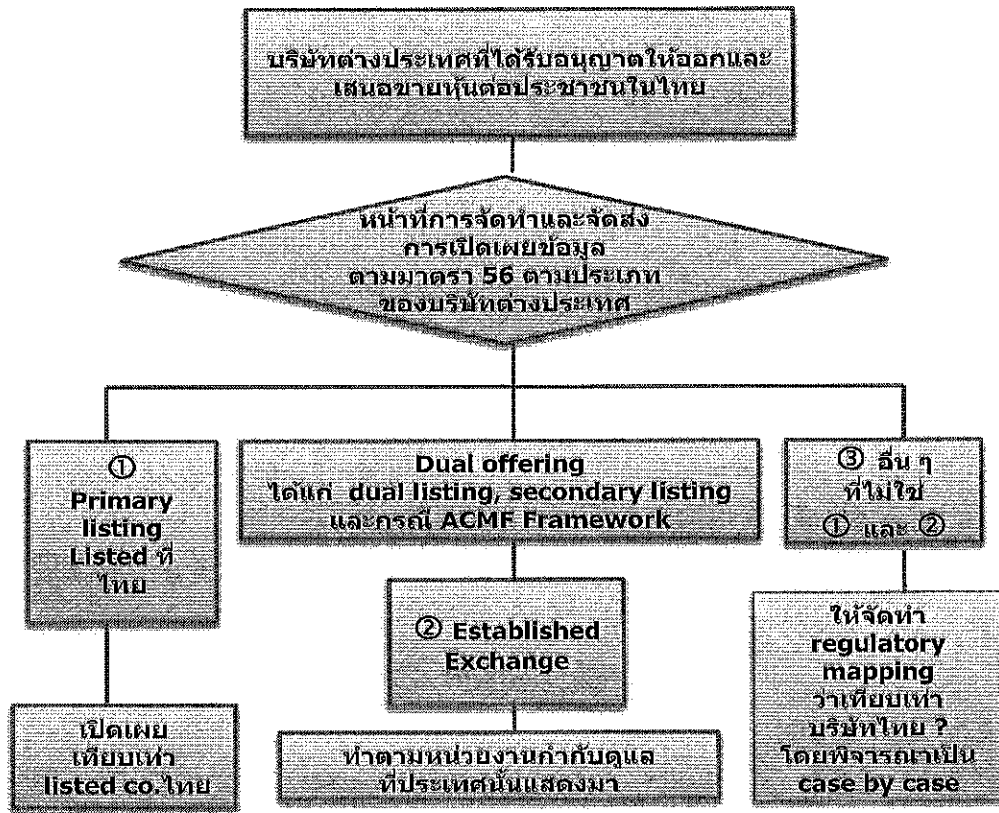 บริษัทต่างประเทศที่ได้รับอนุญาตให้ออกและ
เสนอขายหุ้นต่อประชาชนในไทย
หน้าที่การจัดทำและจัดส่ง
การเปิดเผยข้อมูล
ตามมาตรา 56 ตามประเภท
ของบริษัทต่างประเทศ
①
Primary
listing
Listed ที่
ไทย
เปิดเผย
เทียบเท่า
listed co.ไทย
Dual offering
ได้แก่ dual listing, secondary listing
และกรณี ACMF Framework
② Established
Exchange
ทำตามหน่วยงานกำกับดูแล
ที่ประเทศนั้นแสดงมา
③ อื่น ๆ
ที่ไม่ใช่
① และ ②
ให้จัดทำ
regulatory
mapping
ว่าเทียบเท่า
บริษัทไทย ?
โดยพิจารณาเป็น
case by case